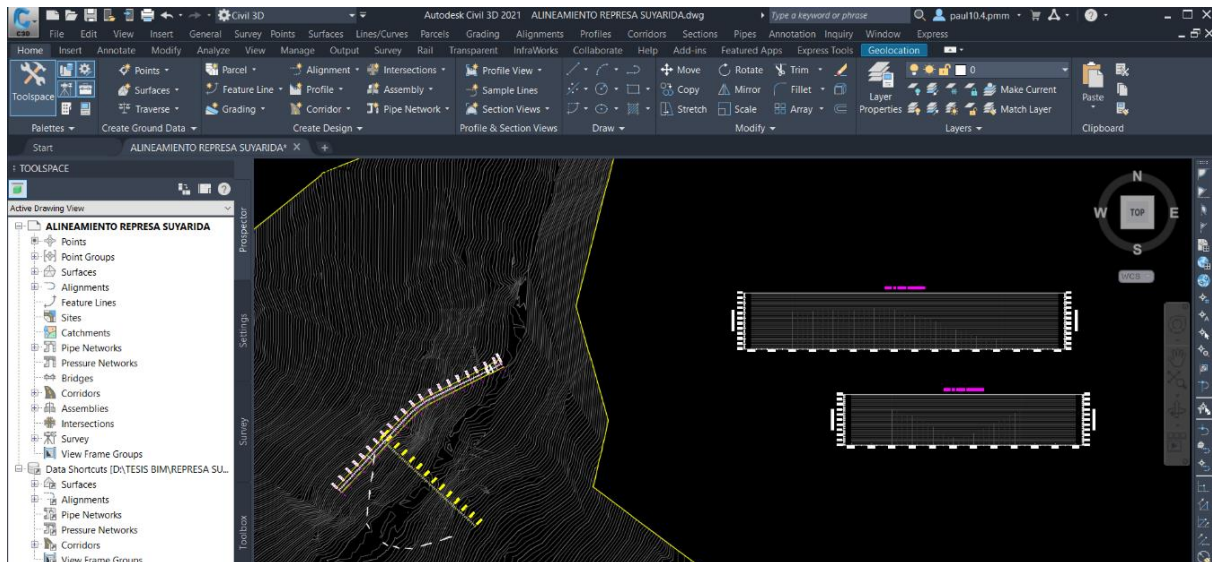 C3D Civil 3D Autodesk Civil 3D 2021 ALINEAMIENTO REPRESA SUYARIDA.dwg Type a keyword or phrase paul10.4.pmm
File Edit View Insert General Survey Points Surfaces Lines/Curves Parcels Grading Alignments Profiles Corridors Sections Pipes Annotation Inquiry Window Express
Home Insert Annotate Modify Analyze View Manage Output Survey Rail Transparent InfraWorks Collaborate Help Add-ins Featured Apps Express Tools Geolocation
Points Parcel Alignment Intersections Profile View Move Rotate Trim 0
Toolspace Surfaces Feature Line Profile Assembly Sample Lines Copy Mirror Fillet Layer Properties Make Current Paste
Traverse Grading Corridor Pipe Network Section Views Stretch Scale Array Match Layer
Palettes Create Ground Data Create Design Profile & Section Views Draw Modify Layers Clipboard
Start ALINEAMIENTO REPRESA SUYARIDA* X +
TOOLSPACE
Active Drawing View
ALINEAMIENTO REPRESA SUYARIDA
Points
Point Groups
Surfaces
Alignments
Feature Lines
Sites
Catchments
Pipe Networks
Pressure Networks
Bridges
Corridors
Assemblies
Intersections
Survey
View Frame Groups
Data Shortcuts [D:\TESIS BIM\REPRESA SU...
Surfaces
Alignments
Pipe Networks
Pressure Networks
Corridors
View Frame Groups
Prospector
Settings
Survey
Toolbox
N
W TOP E
S
WCS